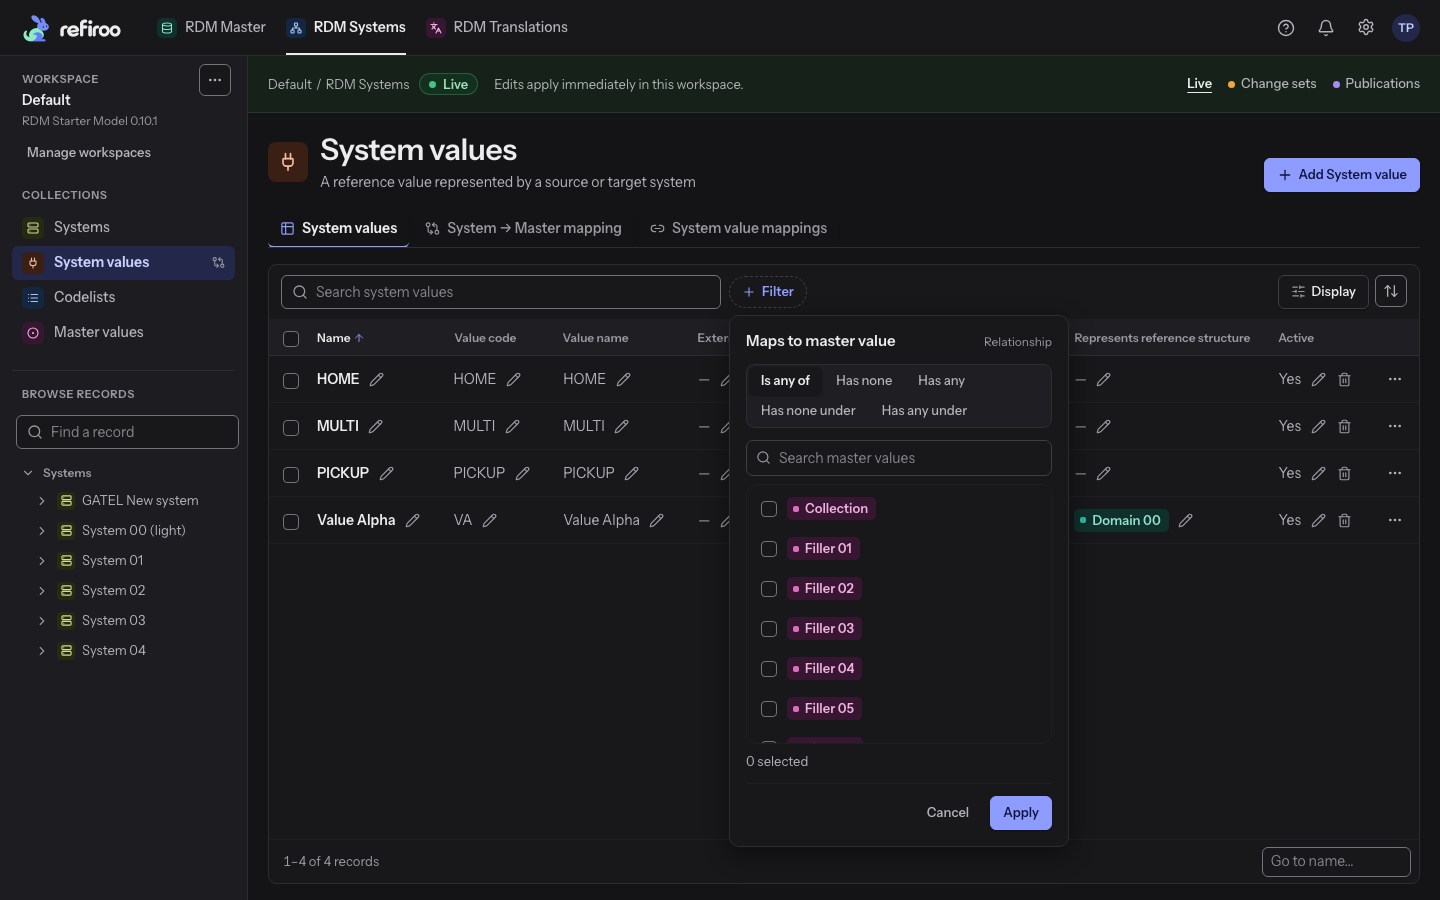 refiroo
RDM Master
RDM Systems
RDM Translations
TP
WORKSPACE
Default
RDM Starter Model 0.10.1
Manage workspaces
COLLECTIONS
Systems
System values
Codelists
Master values
BROWSE RECORDS
Find a record
Systems
GATEL New system
System 00 (light)
System 01
System 02
System 03
System 04
Default / RDM Systems
Live
Edits apply immediately in this workspace.
Live
Change sets
Publications
System values
A reference value represented by a source or target system
Add System value
System values
System → Master mapping
System value mappings
Search system values
Filter
Display
Name Value code Value name Exter Represents reference structure Active
HOME HOME HOME — — Yes
MULTI MULTI MULTI — — Yes
PICKUP PICKUP PICKUP — — Yes
Value Alpha VA Value Alpha — Domain 00 Yes
Maps to master value Relationship
Is any of Has none Has any
Has none under Has any under
Search master values
Collection
Filler 01
Filler 02
Filler 03
Filler 04
Filler 05
0 selected
Cancel Apply
1–4 of 4 records
Go to name...